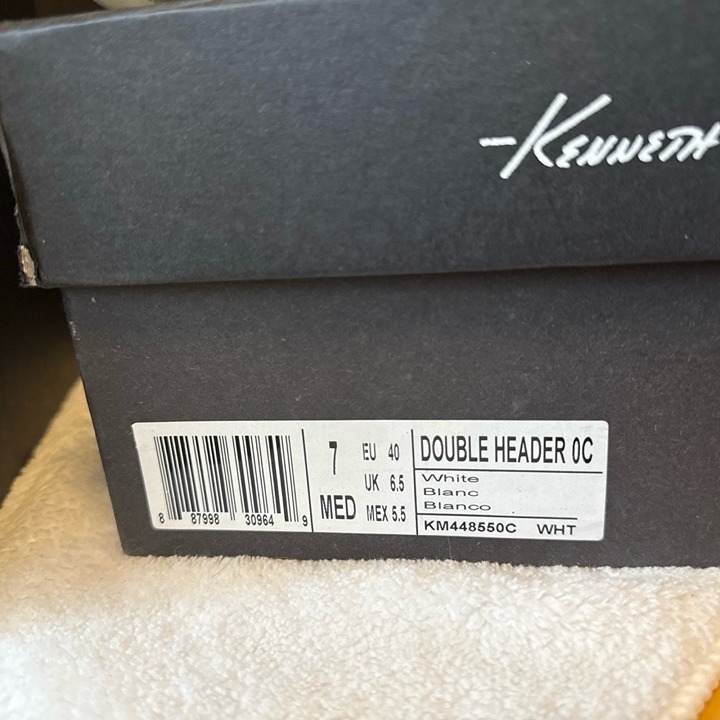 -KENNETH
8 87998 30964 9
7
MED
EU 40
UK 6.5
MEX 5.5
DOUBLE HEADER 0C
White
Blanc
Blanco
KM448550C WHT